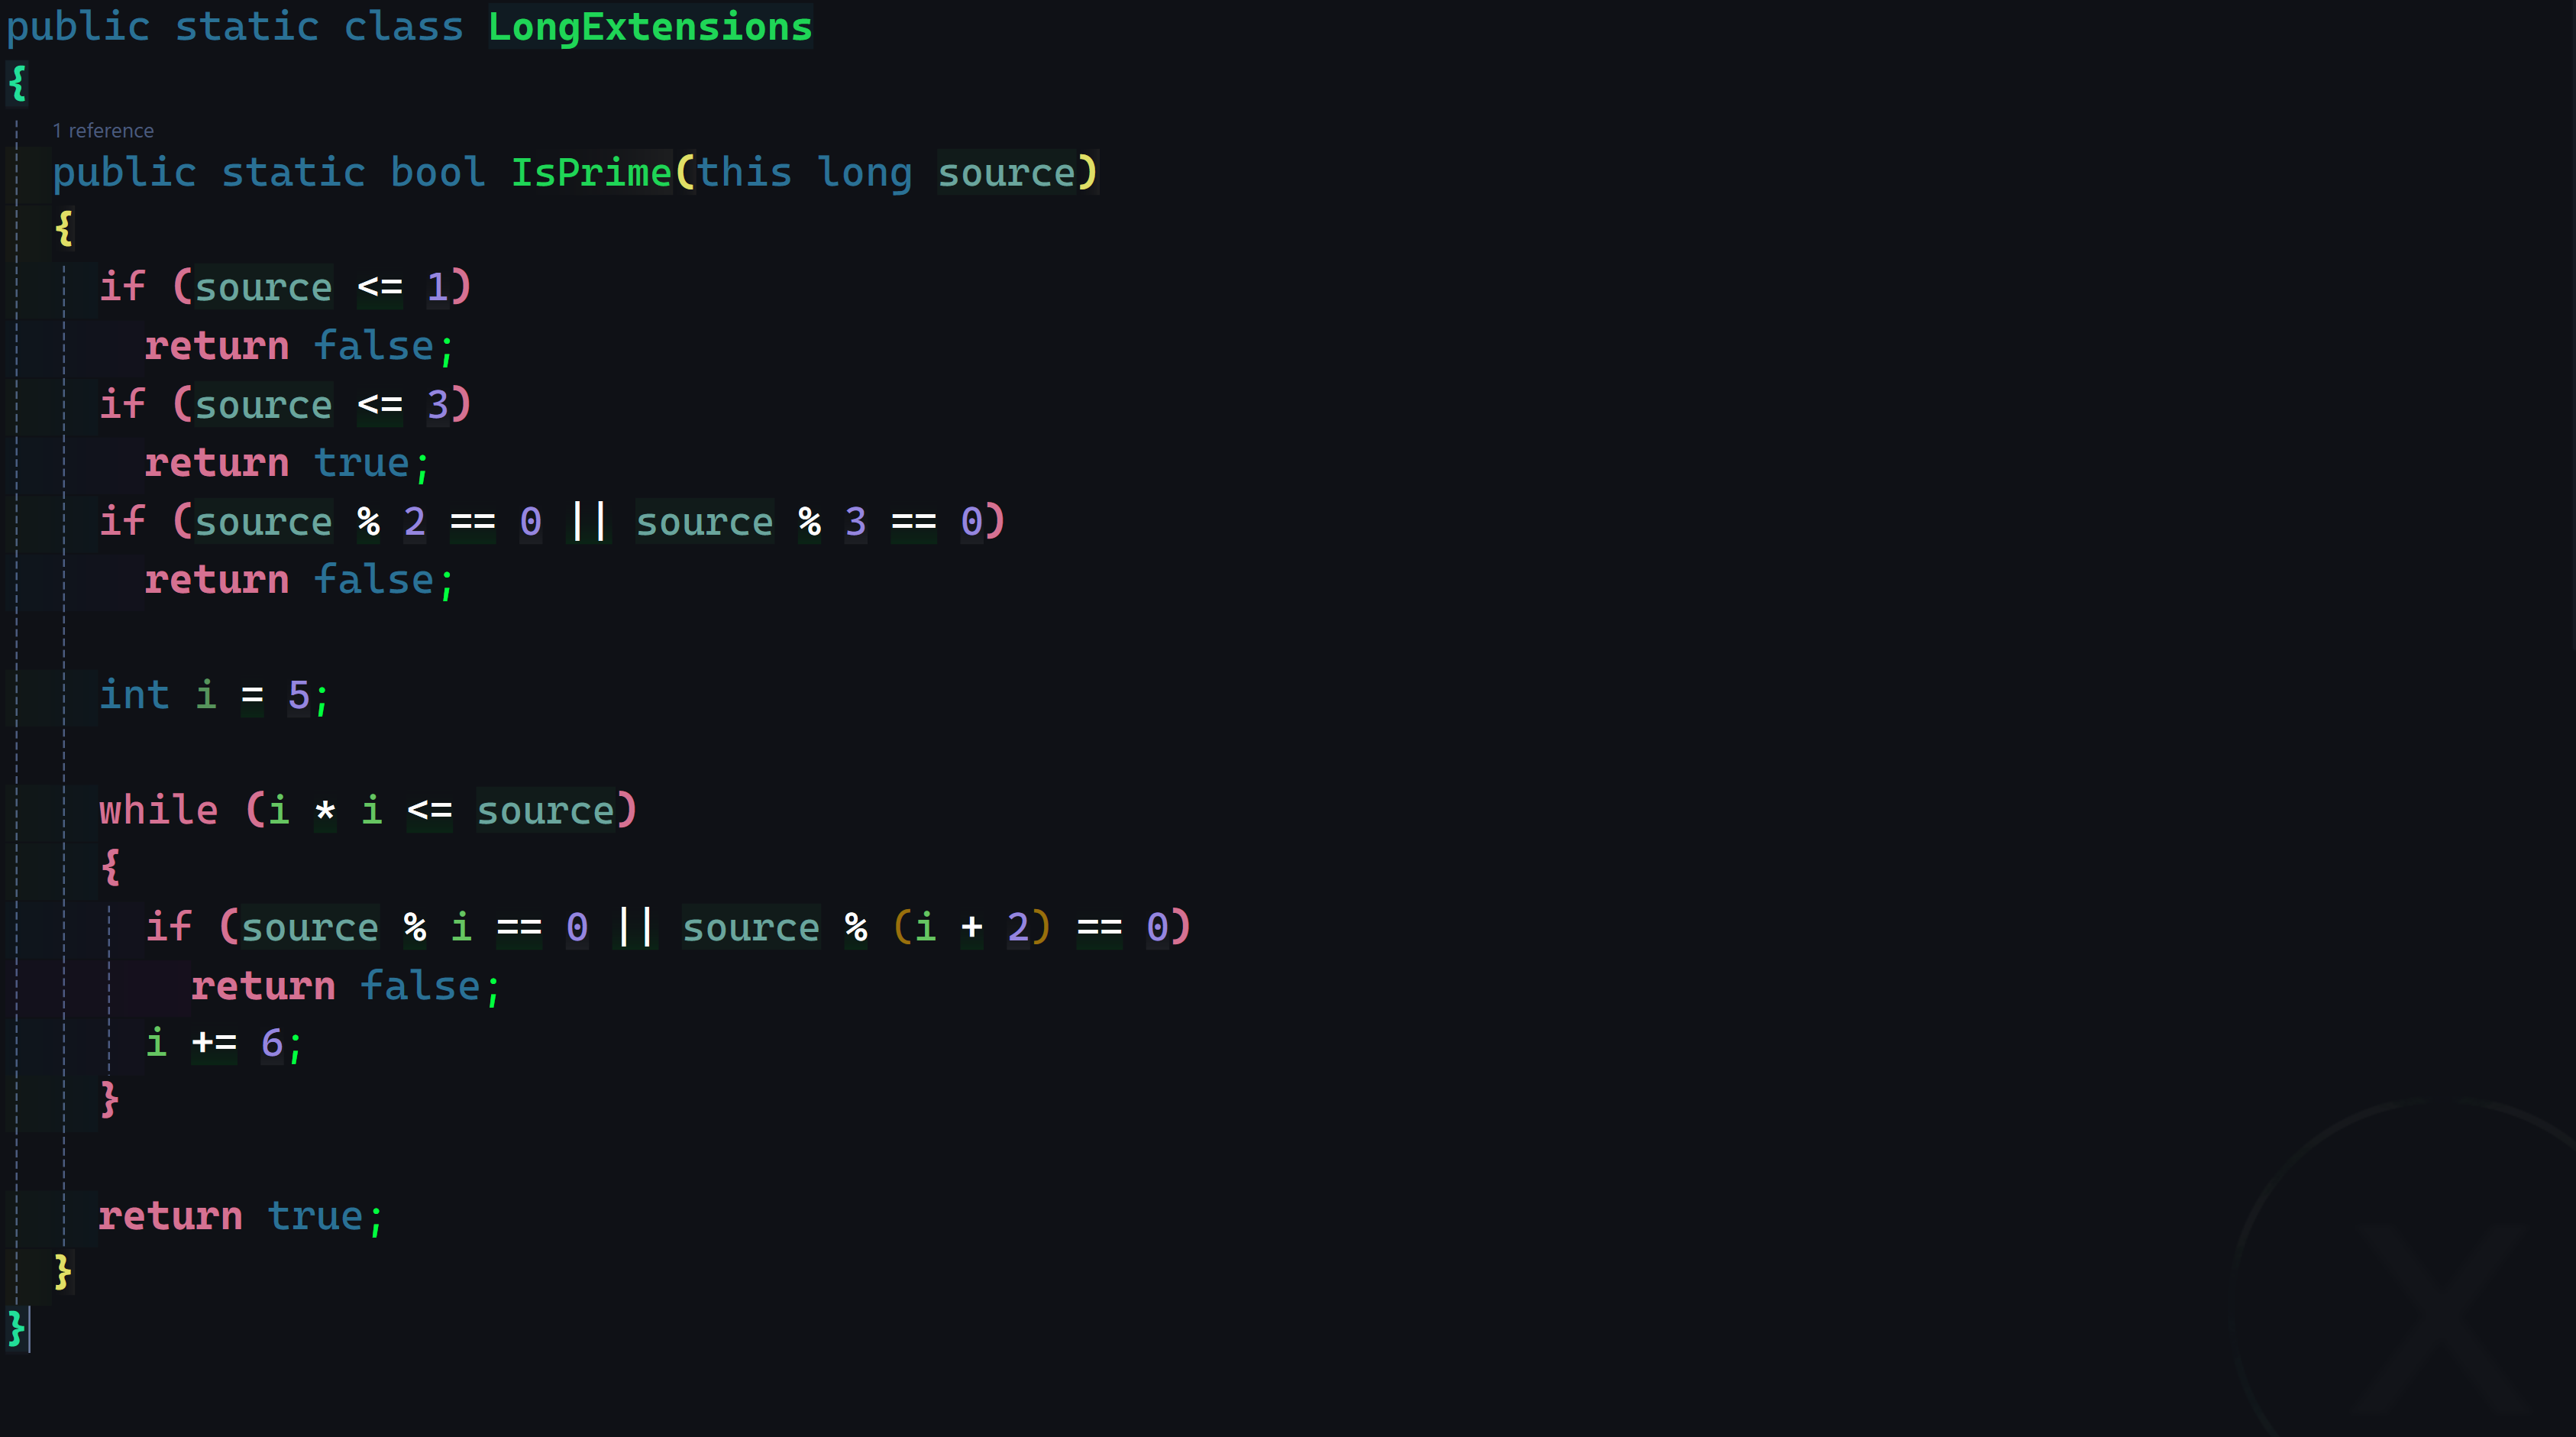 public static class LongExtensions
{
1 reference
public static bool IsPrime(this long source)
{
if (source <= 1)
return false;
if (source <= 3)
return true;
if (source % 2 == 0 || source % 3 == 0)
return false;
int i = 5;
while (i * i <= source)
{
if (source % i == 0 || source % (i + 2) == 0)
return false;
i += 6;
}
return true;
}
}
X